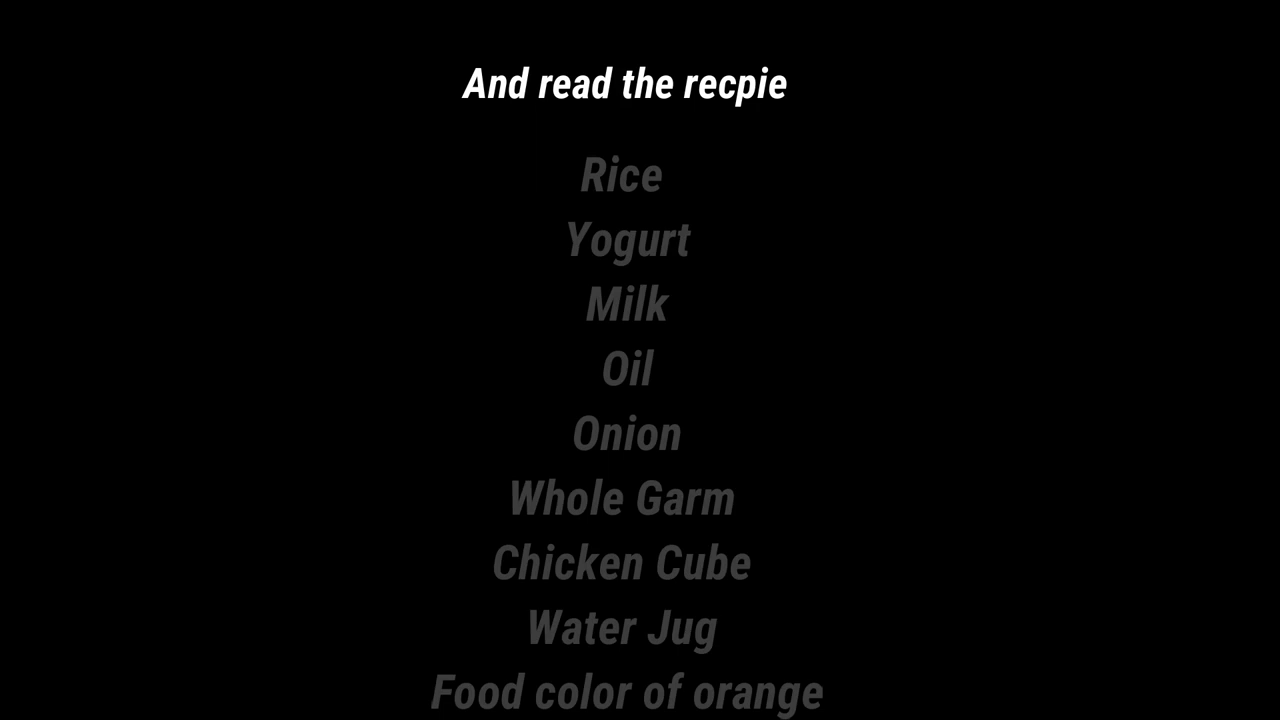 And read the recpie
Rice
Yogurt
Milk
Oil
Onion
Whole Garm
Chicken Cube
Water Jug
Food color of orange